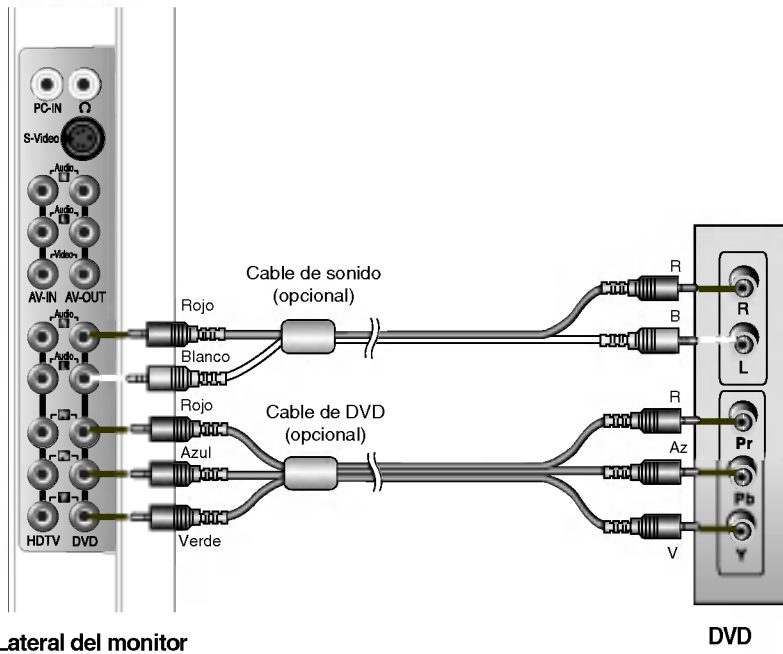 PC-IN
S-Video
Audio
Audio
Video
AV-IN AV-OUT
Audio
Audio
HDTV DVD
Cable de sonido
(opcional)
Rojo
Blanco
Cable de DVD
(opcional)
Rojo
Azul
Verde
R
B
R
Az
V
R
L
Pr
Pb
Y
Lateral del monitor
DVD